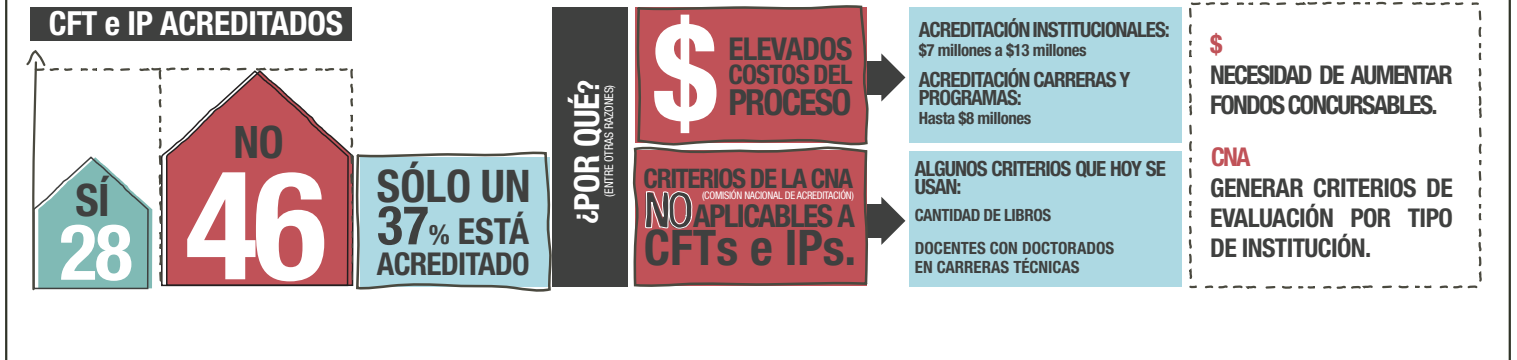 CFT e IP ACREDITADOS
SÍ
28
NO
46
SÓLO UN
37% ESTÁ
ACREDITADO
¿POR QUÉ?
(ENTRE OTRAS RAZONES)
$
ELEVADOS
COSTOS DEL
PROCESO
CRITERIOS DE LA CNA
(COMISIÓN NACIONAL DE ACREDITACIÓN)
NO APLICABLES A
CFTs e IPs.
ACREDITACIÓN INSTITUCIONALES:
$7 millones a $13 millones
ACREDITACIÓN CARRERAS Y
PROGRAMAS:
Hasta $8 millones
ALGUNOS CRITERIOS QUE HOY SE
USAN:
CANTIDAD DE LIBROS
DOCENTES CON DOCTORADOS
EN CARRERAS TÉCNICAS
$
NECESIDAD DE AUMENTAR
FONDOS CONCURSABLES.
CNA
GENERAR CRITERIOS DE
EVALUACIÓN POR TIPO
DE INSTITUCIÓN.